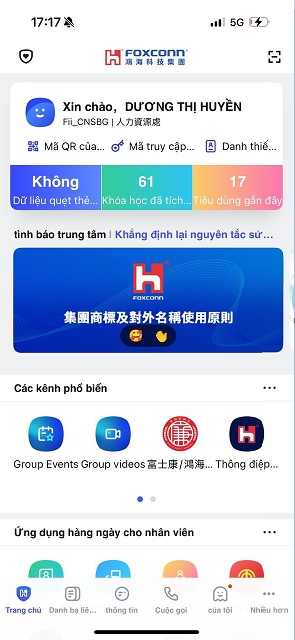 17:17
5G
FOXCONN
鴻海科技集團
Xin chào，DƯƠNG THỊ HUYỀN
Fii_CNSBG | 人力資源處
Mã QR của...
Mã truy cập...
Danh thiế...
Không
61
17
Dữ liệu quẹt thẻ...
Khóa học đã tích...
Tiêu dùng gần đây
tình báo trung tâm | Khẳng định lại nguyên tắc sử...
FOXCONN
集團商標及對外名稱使用原則
Các kênh phổ biến
Group Events
Group videos
富士康/鴻海...
Thông điệp...
Ứng dụng hàng ngày cho nhân viên
Trang chủ
Danh bạ liê...
thông tin
Cuộc gọi
của tôi
Nhiều hơn